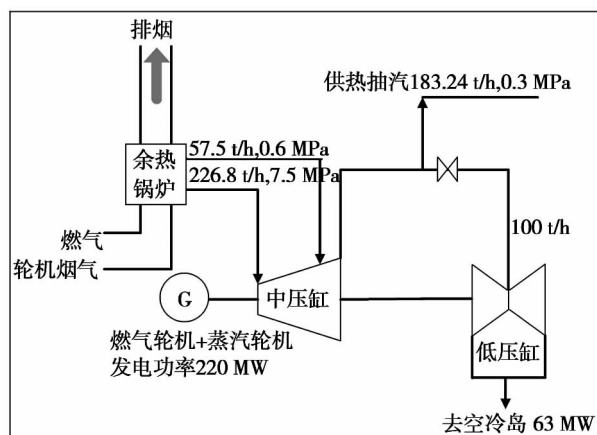 排烟
供热抽汽183.24 t/h,0.3 MPa
余热
锅炉
57.5 t/h,0.6 MPa
226.8 t/h,7.5 MPa
燃气
轮机烟气
100 t/h
G
中压缸
燃气轮机+蒸汽轮机
发电功率220 MW
低压缸
去空冷岛 63 MW